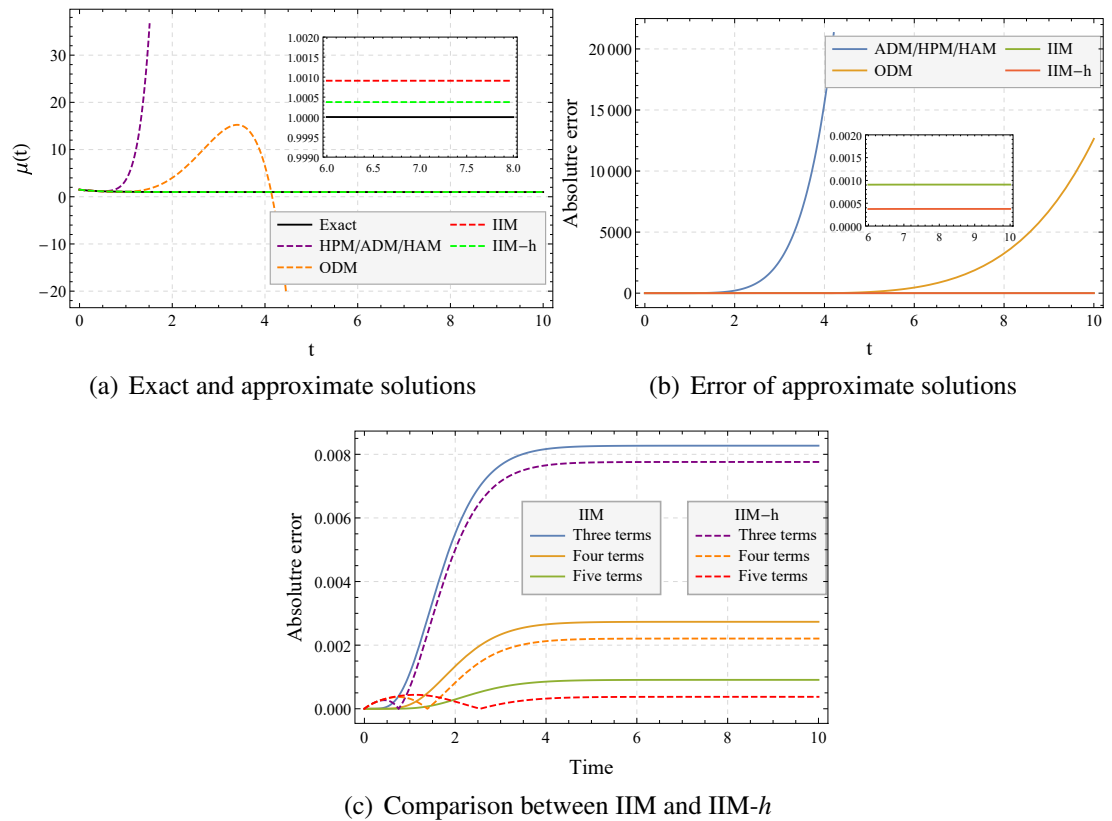 30
20
10
0
−10
−20
μ(t)
0 2 4 6 8 10
t
1.0020
1.0015
1.0010
1.0005
1.0000
0.9995
0.9990
6.0 6.5 7.0 7.5 8.0
Exact
HPM/ADM/HAM
ODM
IIM
IIM−h
(a) Exact and approximate solutions
20 000
15 000
10 000
5000
0
Absolutre error
0 2 4 6 8 10
t
ADM/HPM/HAM IIM
ODM IIM−h
0.0020
0.0015
0.0010
0.0005
0.0000
6 7 8 9 10
(b) Error of approximate solutions
0.008
0.006
0.004
0.002
0.000
Absolutre error
0 2 4 6 8 10
Time
IIM
Three terms
Four terms
Five terms
IIM−h
Three terms
Four terms
Five terms
(c) Comparison between IIM and IIM-h